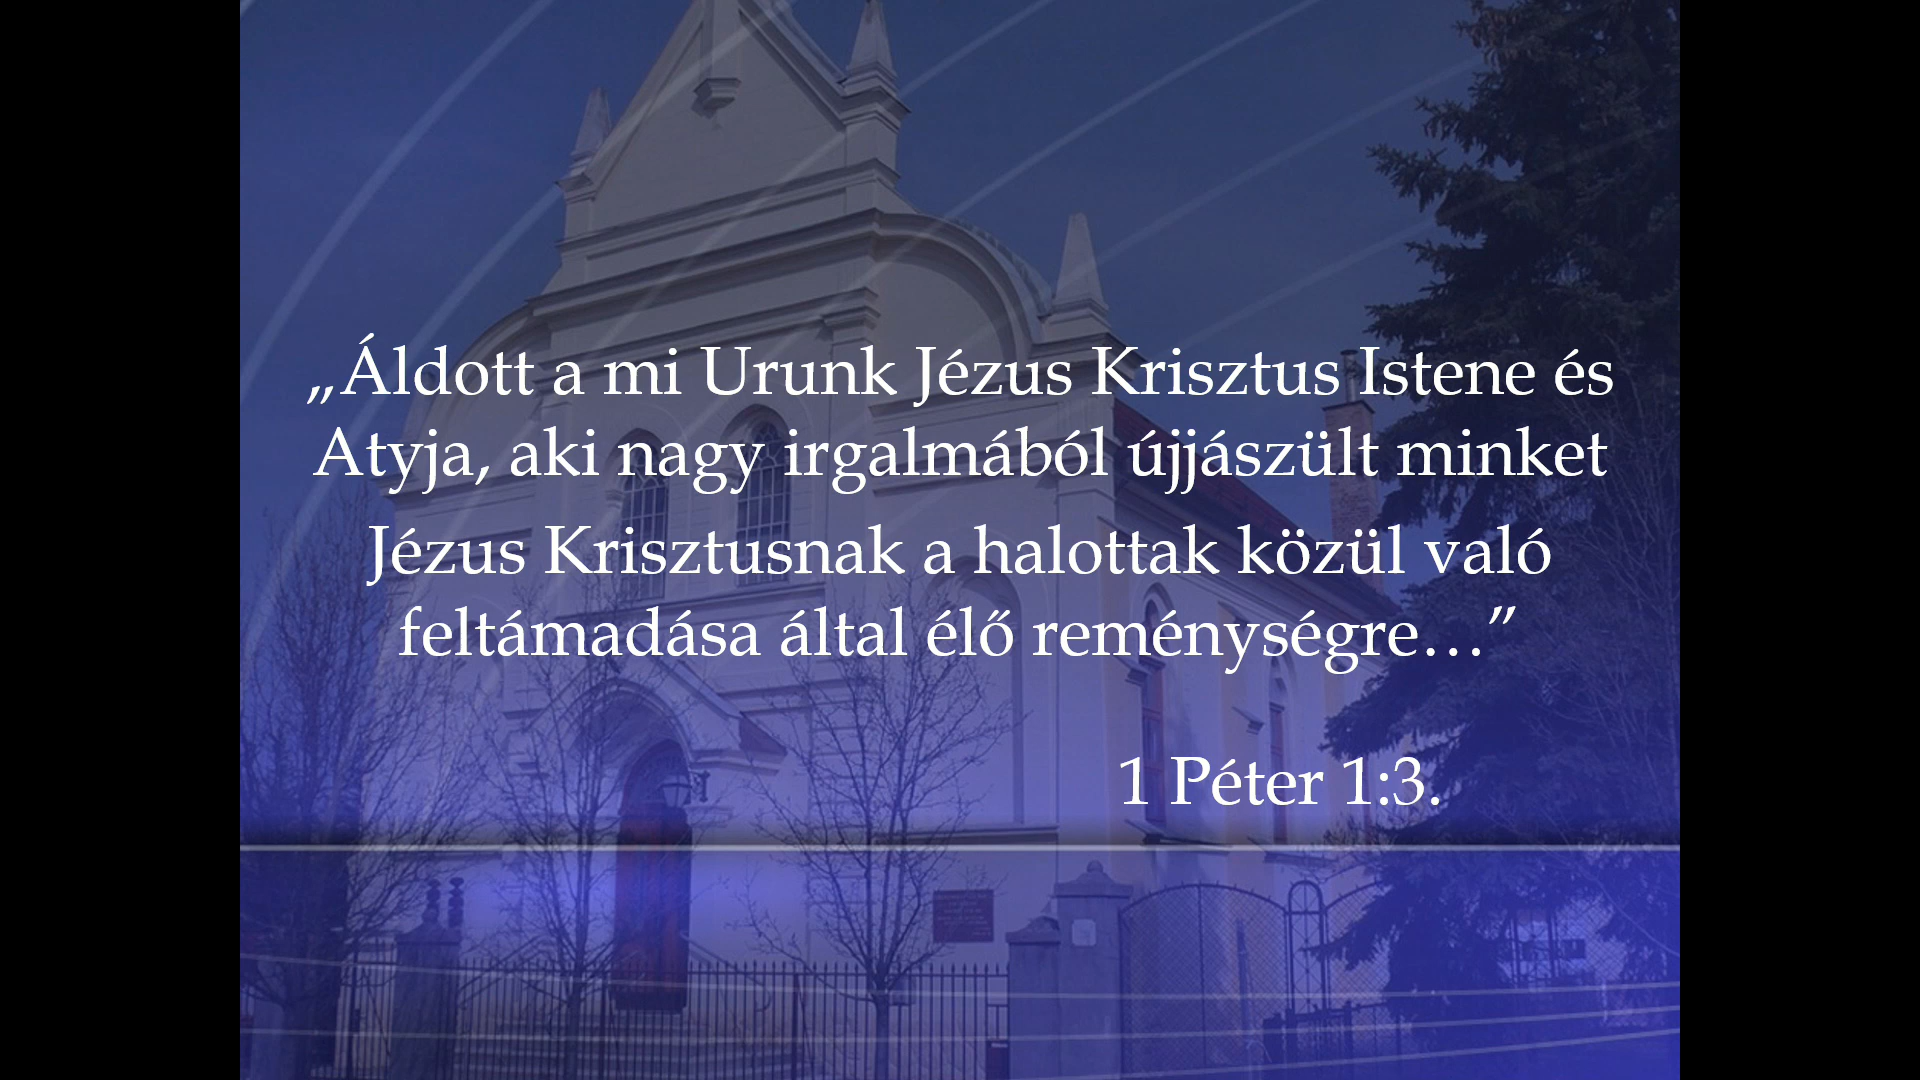 „Áldott a mi Urunk Jézus Krisztus Istene és
Atyja, aki nagy irgalmából újjászült minket
Jézus Krisztusnak a halottak közül való
feltámadása által élő reménységre…”
1 Péter 1:3.